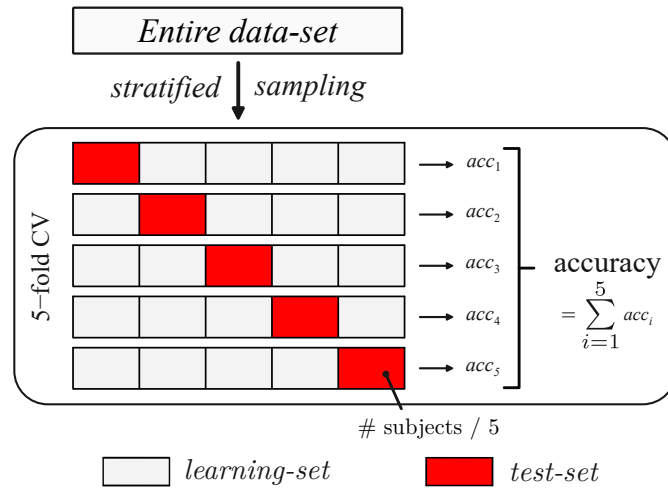 Entire data-set
stratified sampling
5-fold CV
acc₁
acc₂
acc₃
acc₄
acc₅
accuracy
= ∑_{i=1}^{5} acc_i
# subjects / 5
learning-set
test-set